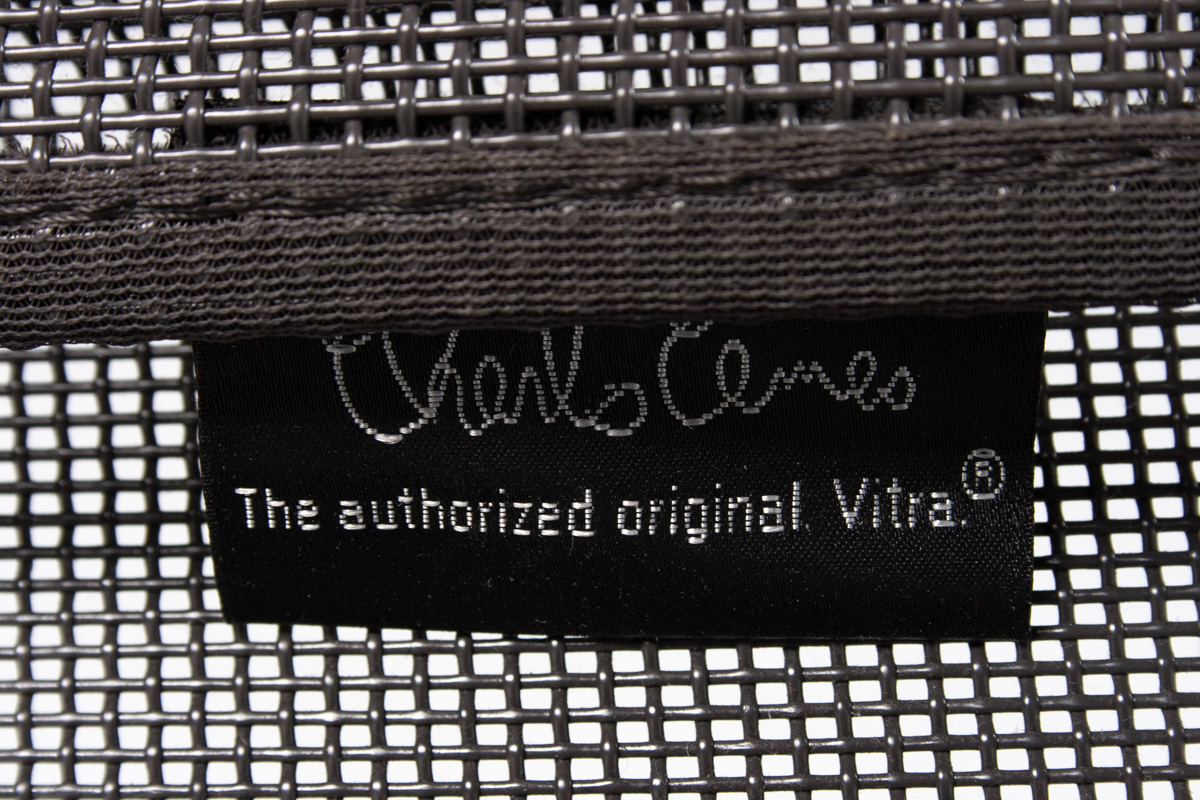 Charles Eames
The authorized original. Vitra.®